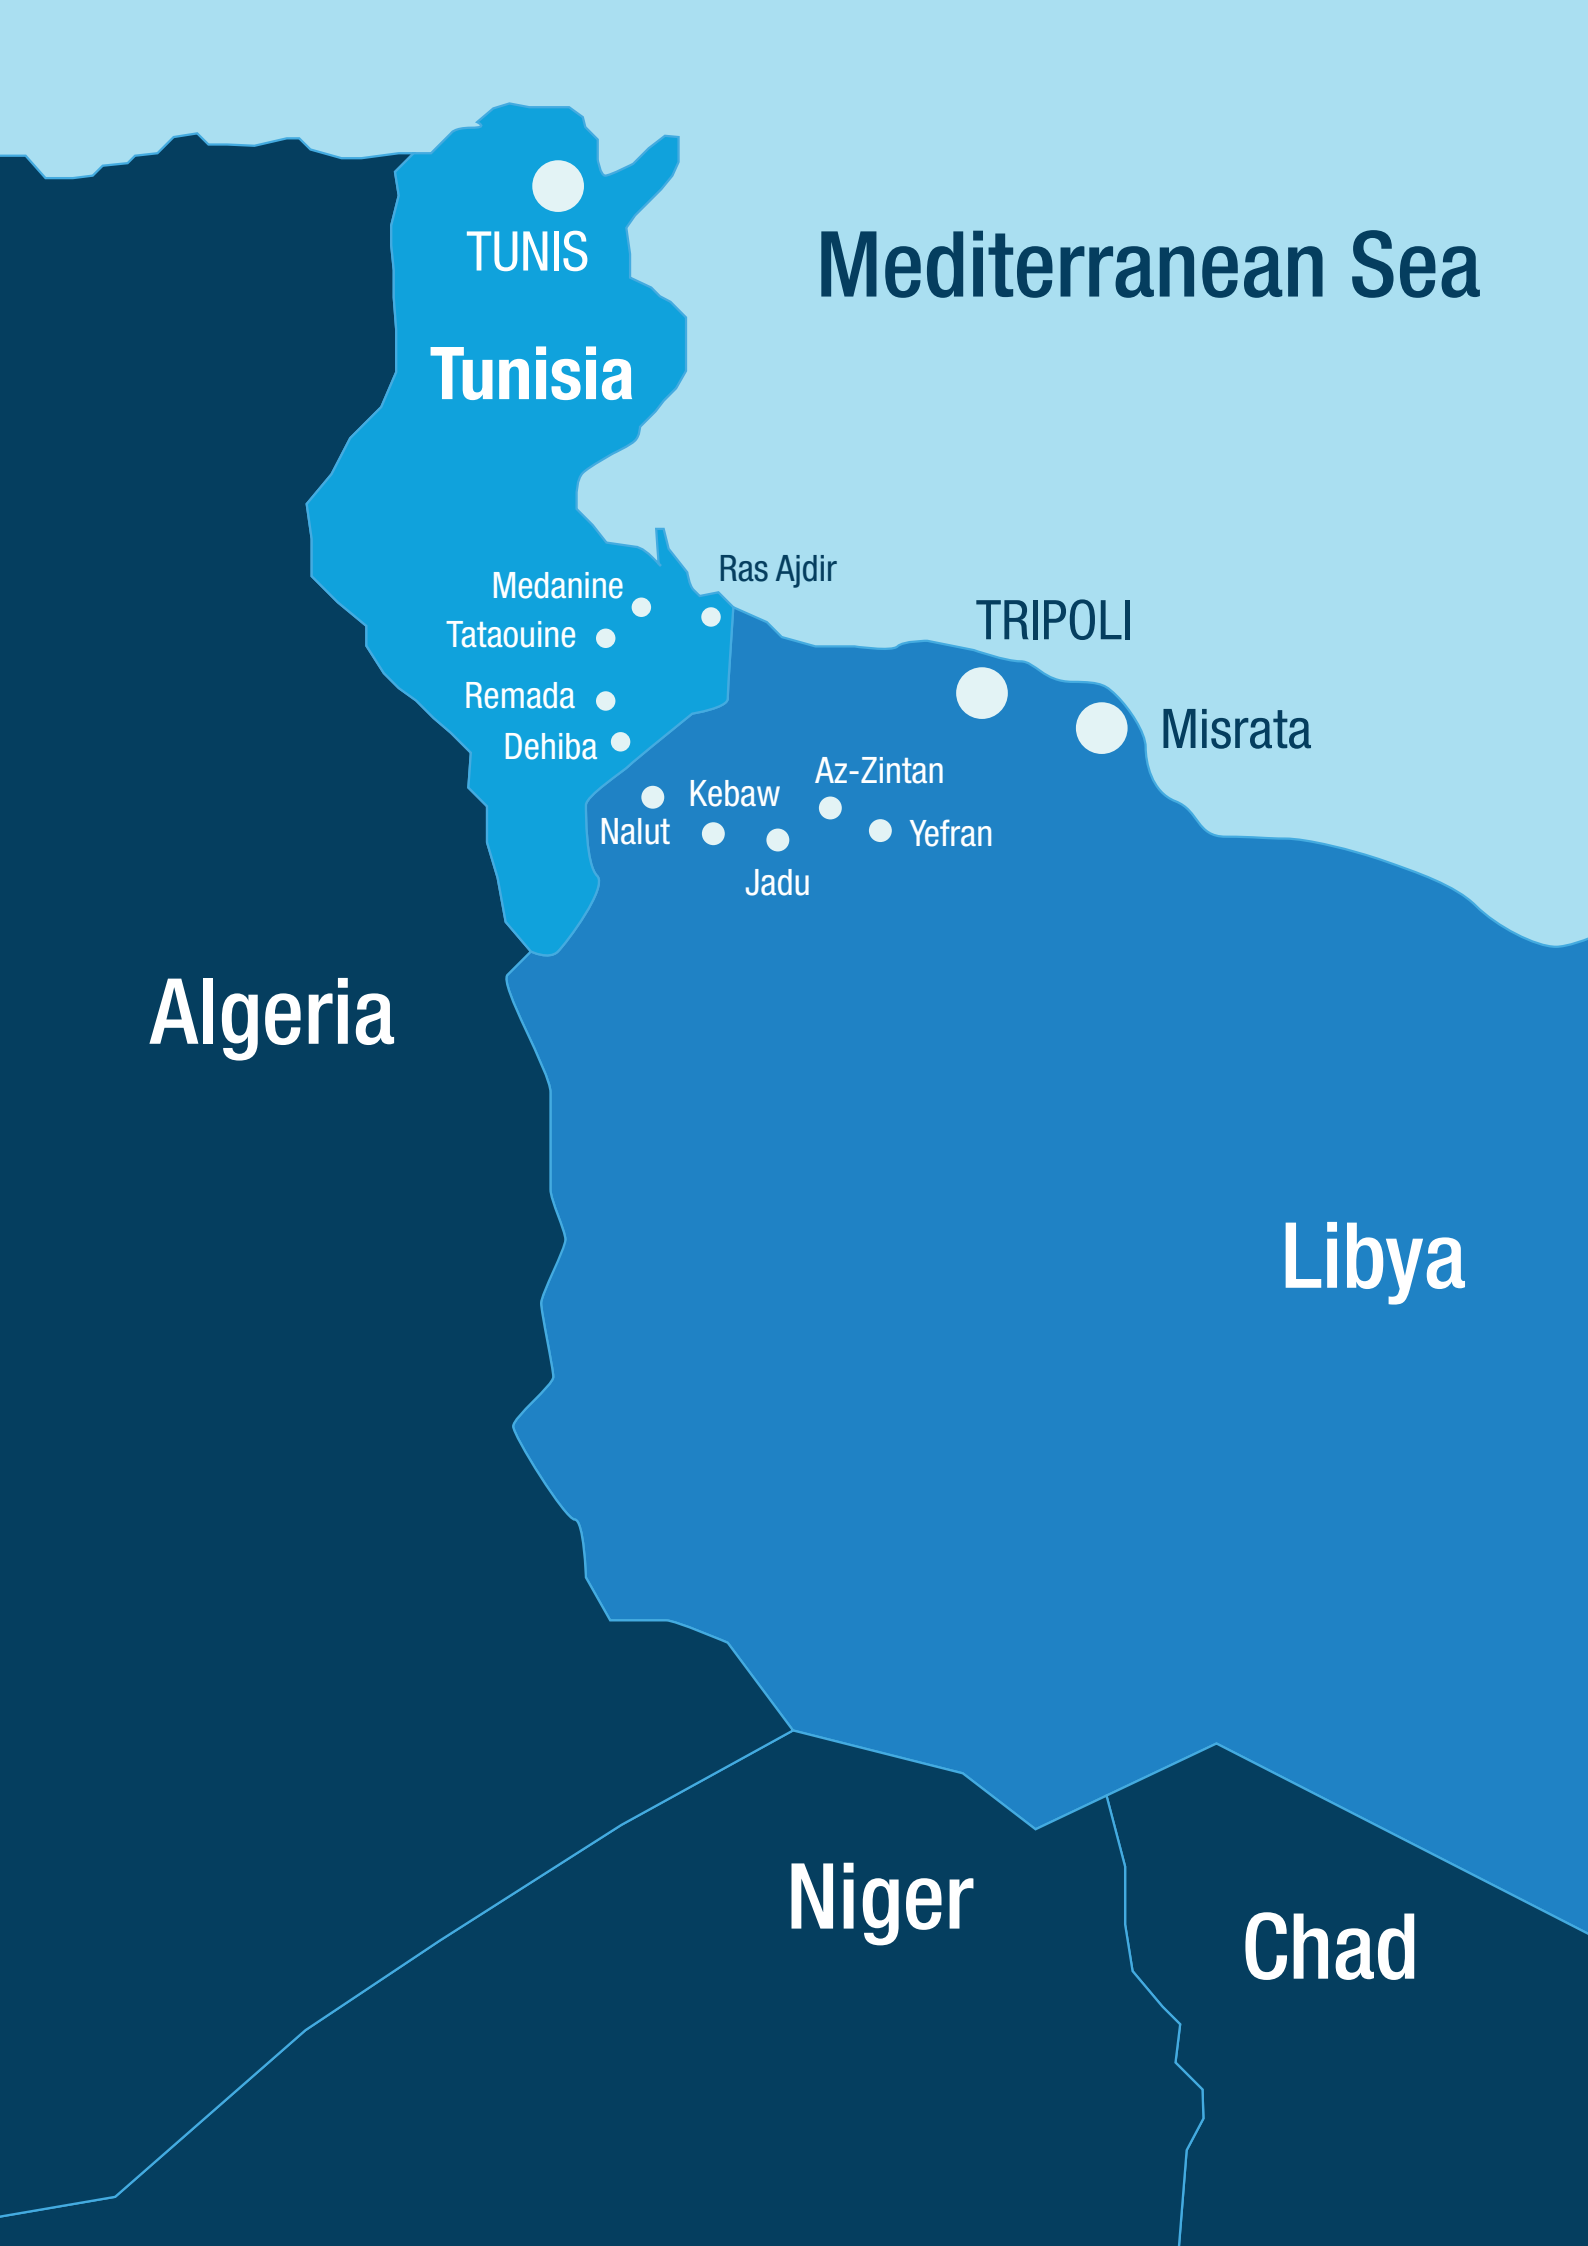 TUNIS
Mediterranean Sea
Tunisia
Ras Ajdir
Medanine
TRIPOLI
Tataouine
Remada
Misrata
Dehiba
Az-Zintan
Kebaw
Nalut
Yefran
Jadu
Algeria
Libya
Niger
Chad